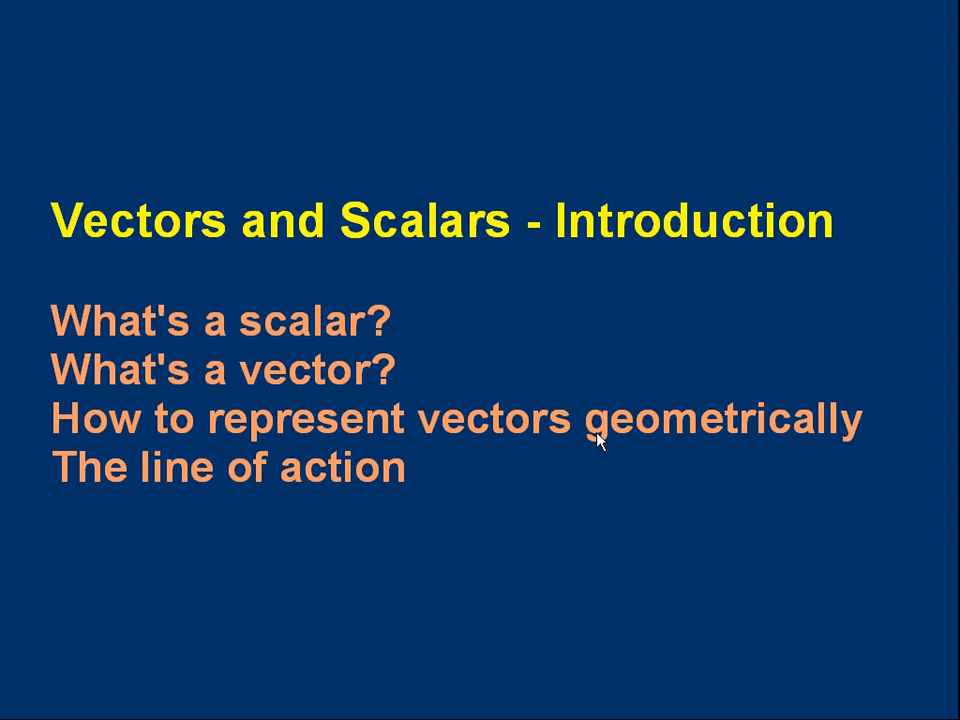 Vectors and Scalars - Introduction
What's a scalar?
What's a vector?
How to represent vectors geometrically
The line of action